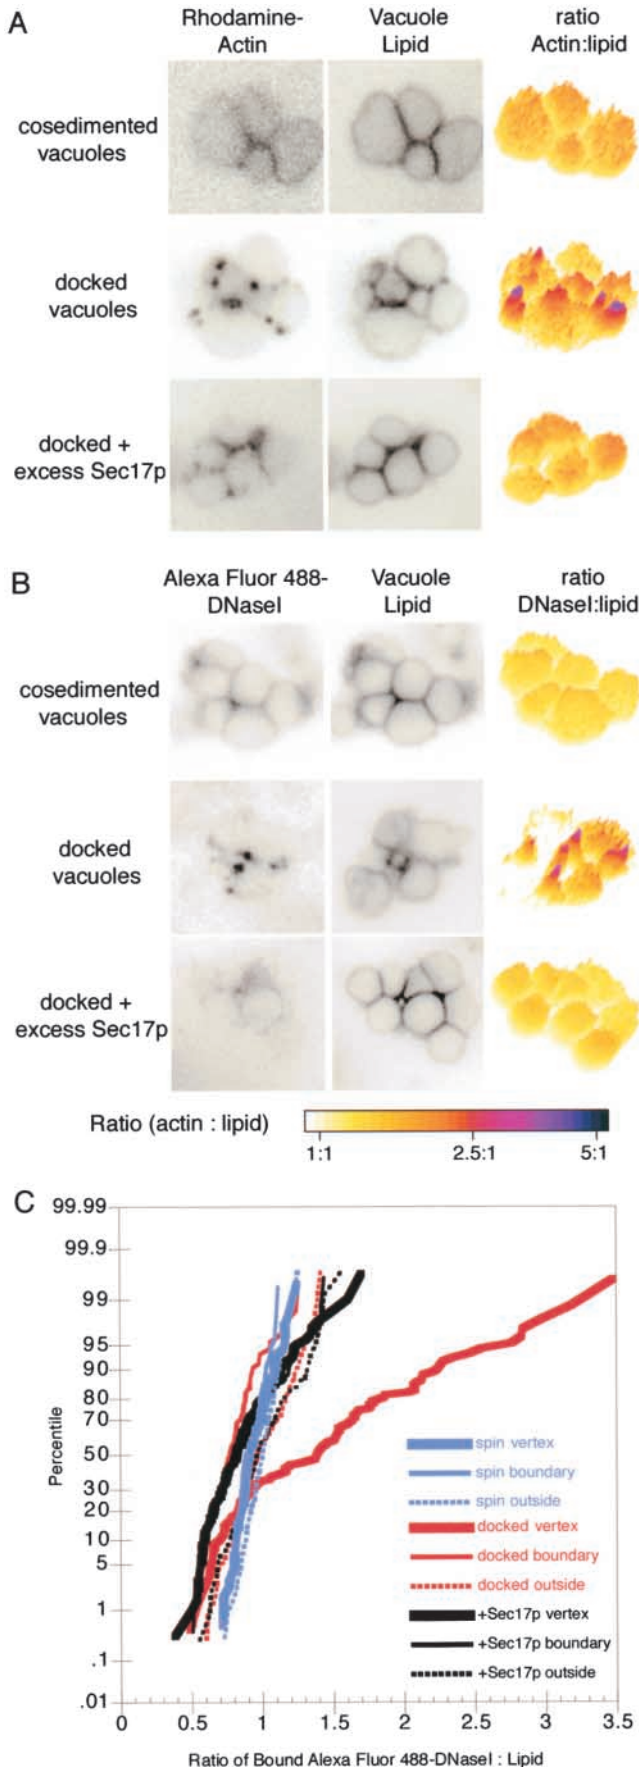 A
Rhodamine-
Actin
Vacuole
Lipid
ratio
Actin:lipid
cosedimented
vacuoles
docked
vacuoles
docked +
excess Sec17p
B
Alexa Fluor 488-
DNaseI
Vacuole
Lipid
ratio
DNaseI:lipid
cosedimented
vacuoles
docked
vacuoles
docked +
excess Sec17p
Ratio (actin : lipid)
1:1 2.5:1 5:1
C
99.99
99.9
99
95
90
80
70
50
30
20
10
5
1
.1
.01
Percentile
spin vertex
spin boundary
spin outside
docked vertex
docked boundary
docked outside
+Sec17p vertex
+Sec17p boundary
+Sec17p outside
0 0.5 1 1.5 2 2.5 3 3.5
Ratio of Bound Alexa Fluor 488-DNaseI : Lipid